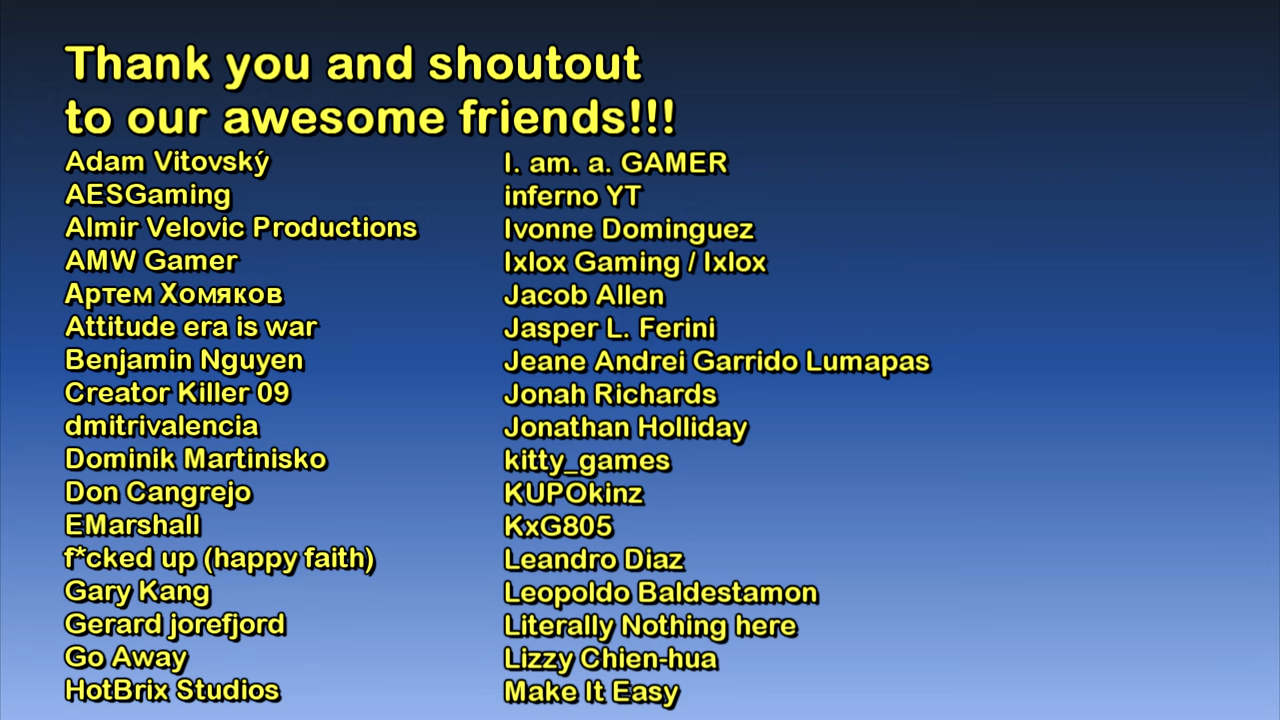 Thank you and shoutout
to our awesome friends!!!
Adam Vitovský
AESGaming
Almir Velovic Productions
AMW Gamer
Артем Хомяков
Attitude era is war
Benjamin Nguyen
Creator Killer 09
dmitrivalencia
Dominik Martinisko
Don Cangrejo
EMarshall
f*cked up (happy faith)
Gary Kang
Gerard jorefjord
Go Away
HotBrix Studios
I. am. a. GAMER
inferno YT
Ivonne Dominguez
Ixlox Gaming / Ixlox
Jacob Allen
Jasper L. Ferini
Jeane Andrei Garrido Lumapas
Jonah Richards
Jonathan Holliday
kitty_games
KUPOkinz
KxG805
Leandro Diaz
Leopoldo Baldestamon
Literally Nothing here
Lizzy Chien-hua
Make It Easy